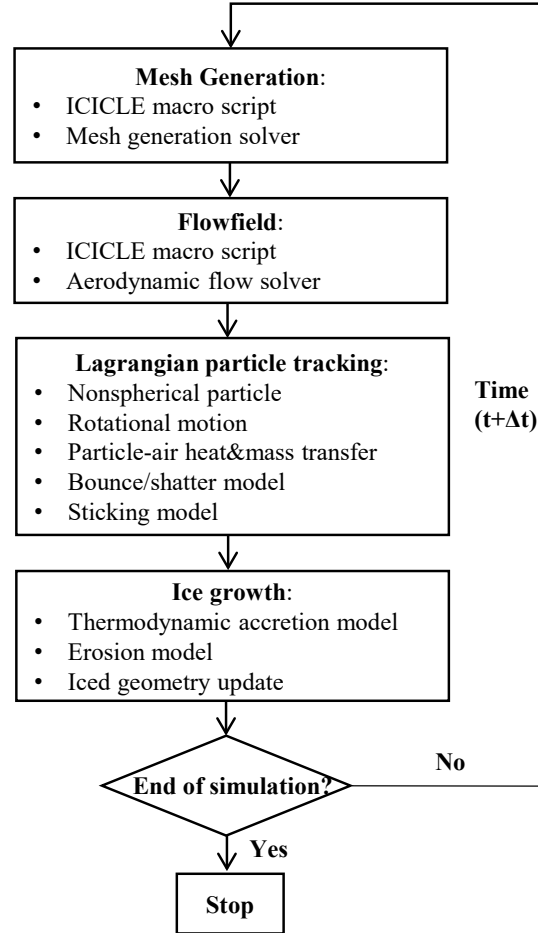 Mesh Generation:
• ICICLE macro script
• Mesh generation solver
Flowfield:
• ICICLE macro script
• Aerodynamic flow solver
Lagrangian particle tracking:
• Nonspherical particle
• Rotational motion
• Particle-air heat&mass transfer
• Bounce/shatter model
• Sticking model
Time
(t+Δt)
Ice growth:
• Thermodynamic accretion model
• Erosion model
• Iced geometry update
End of simulation?
No
Yes
Stop